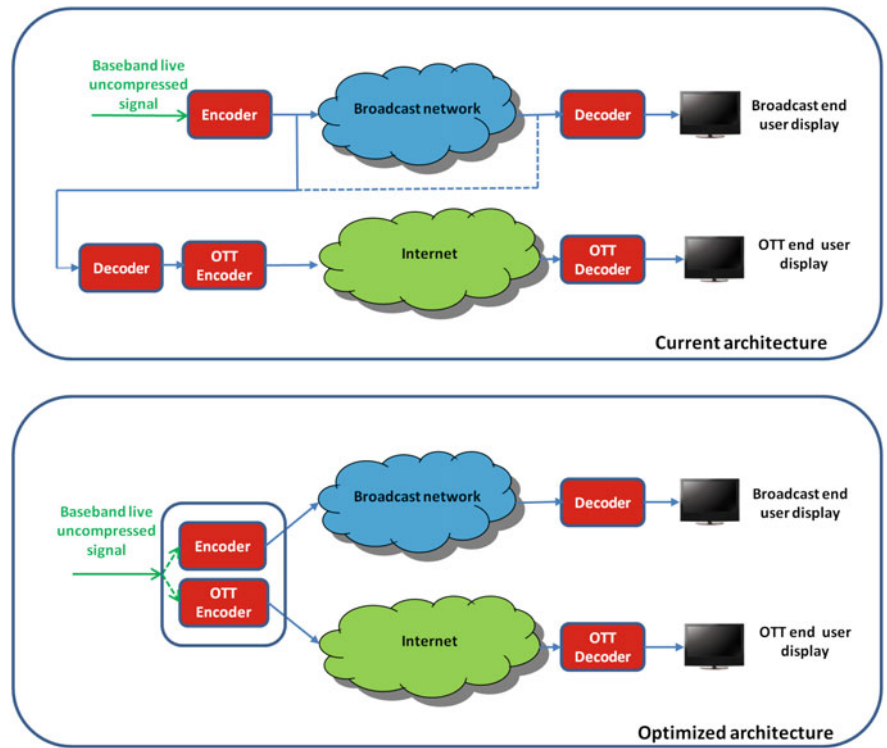 Baseband live
uncompressed
signal
Encoder
Broadcast network
Decoder
Broadcast end
user display
Decoder
OTT
Encoder
Internet
OTT
Decoder
OTT end user
display
Current architecture
Baseband live
uncompressed
signal
Encoder
OTT
Encoder
Broadcast network
Decoder
Broadcast end
user display
Internet
OTT
Decoder
OTT end user
display
Optimized architecture